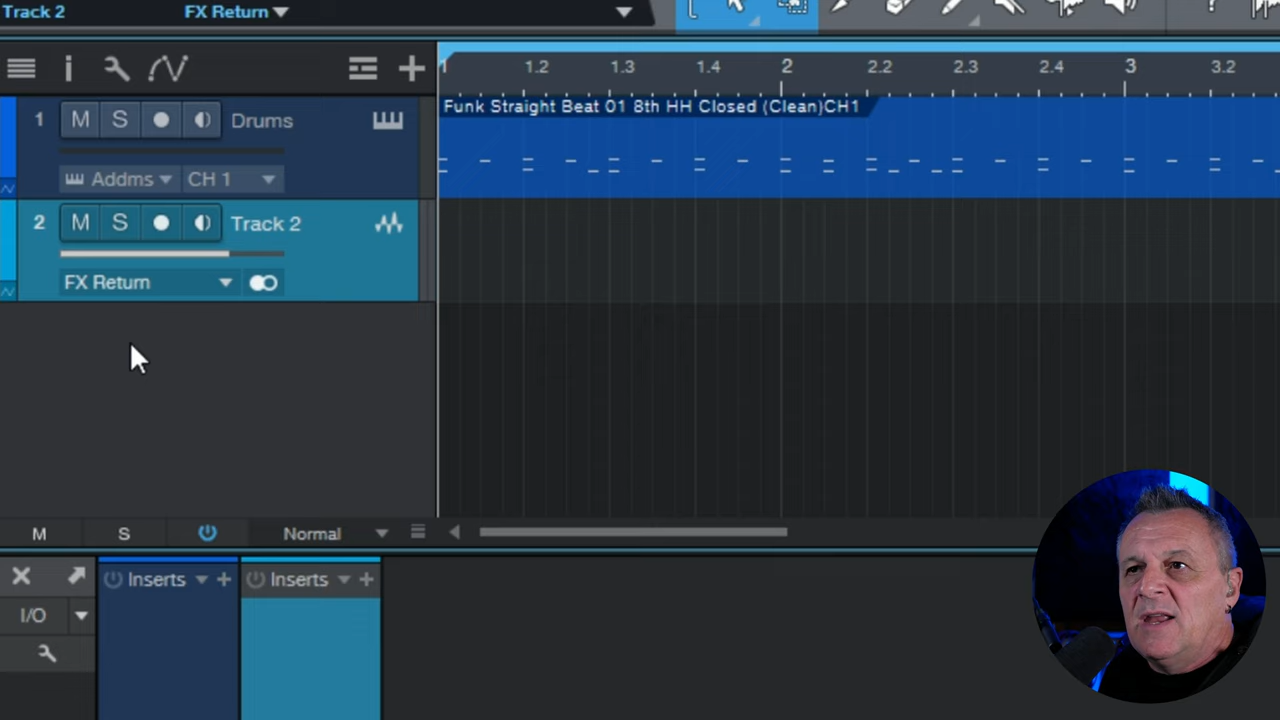 Track 2 FX Return
1 1.2 1.3 1.4 2 2.2 2.3 2.4 3 3.2
1 M S Drums
Funk Straight Beat 01 8th HH Closed (Clean)CH1
Addms CH 1
2 M S Track 2
FX Return
M S Normal
Inserts Inserts
I/O